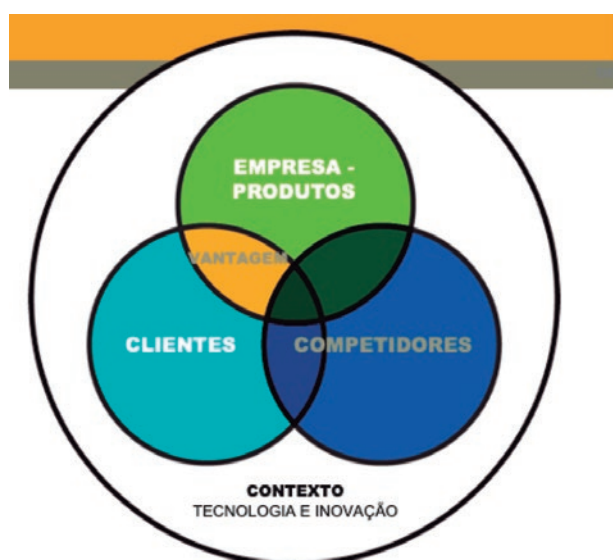 EMPRESA -
PRODUTOS
VANTAGEM
CLIENTES
COMPETIDORES
CONTEXTO
TECNOLOGIA E INOVAÇÃO